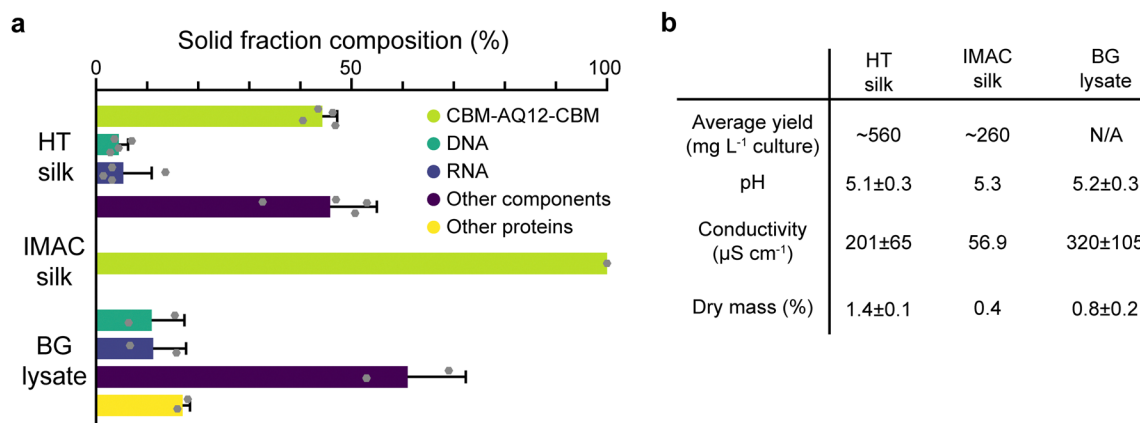 a
Solid fraction composition (%)
0 50 100
HT
silk
IMAC
silk
BG
lysate
CBM-AQ12-CBM
DNA
RNA
Other components
Other proteins
b
HT
silk
IMAC
silk
BG
lysate
Average yield
(mg L⁻¹ culture)
~560 ~260 N/A
pH 5.1±0.3 5.3 5.2±0.3
Conductivity
(µS cm⁻¹)
201±65 56.9 320±105
Dry mass (%) 1.4±0.1 0.4 0.8±0.2